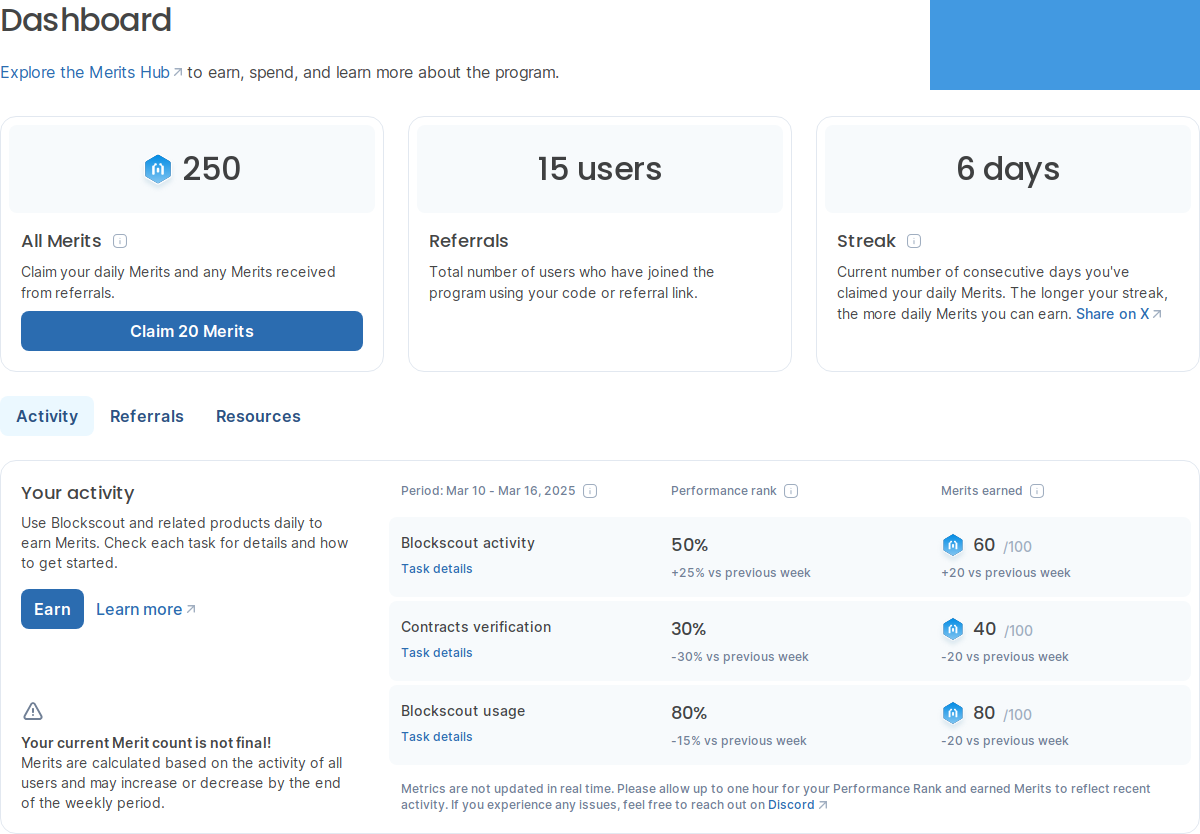 Dashboard
Explore the Merits Hub to earn, spend, and learn more about the program.
250
All Merits
Claim your daily Merits and any Merits received
from referrals.
Claim 20 Merits
15 users
Referrals
Total number of users who have joined the
program using your code or referral link.
6 days
Streak
Current number of consecutive days you've
claimed your daily Merits. The longer your streak,
the more daily Merits you can earn. Share on X
Activity
Referrals
Resources
Your activity
Use Blockscout and related products daily to
earn Merits. Check each task for details and how
to get started.
Earn
Learn more
Your current Merit count is not final!
Merits are calculated based on the activity of all
users and may increase or decrease by the end
of the weekly period.
Period: Mar 10 - Mar 16, 2025
Performance rank
Merits earned
Blockscout activity
Task details
50%
+25% vs previous week
60 /100
+20 vs previous week
Contracts verification
Task details
30%
-30% vs previous week
40 /100
-20 vs previous week
Blockscout usage
Task details
80%
-15% vs previous week
80 /100
-20 vs previous week
Metrics are not updated in real time. Please allow up to one hour for your Performance Rank and earned Merits to reflect recent
activity. If you experience any issues, feel free to reach out on Discord